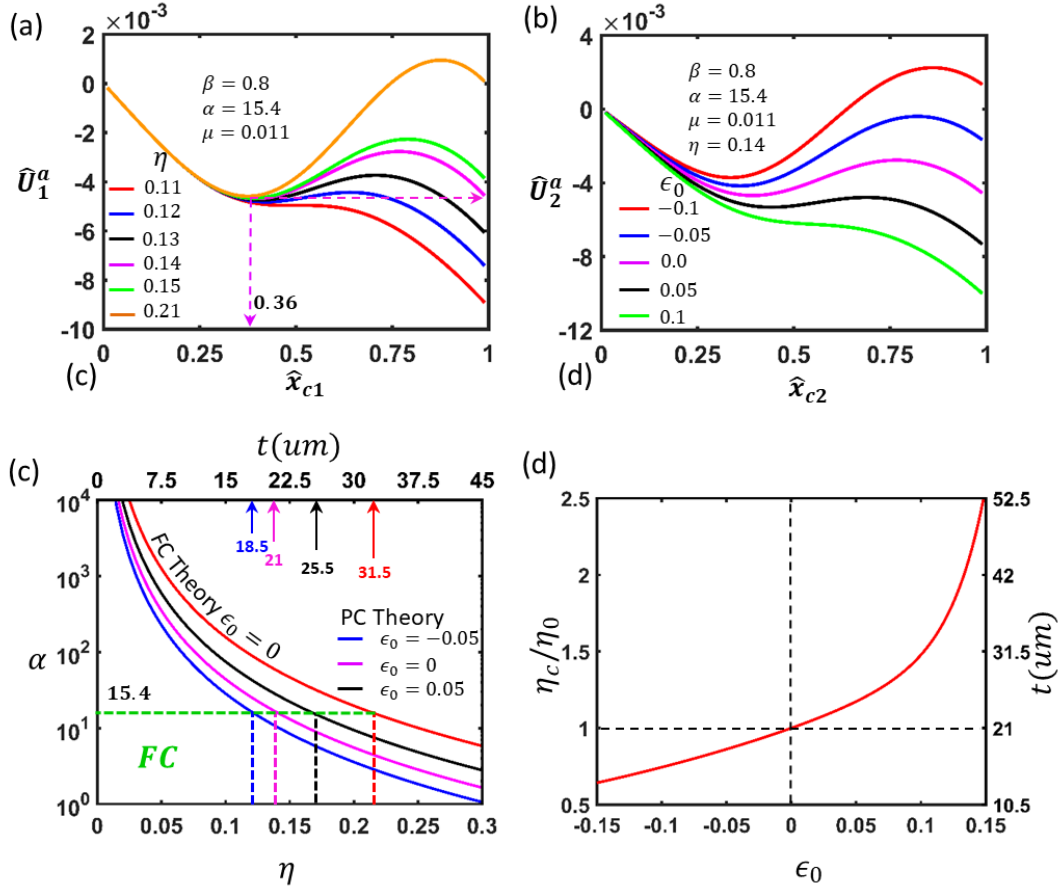 (a)
×10⁻³
2
0
-2
-4
-6
-8
-10
Û₁ᵃ
β = 0.8
α = 15.4
μ = 0.011
η
0.11
0.12
0.13
0.14
0.15
0.21
0.36
0 0.25 0.5 0.75 1
x̂c1
(c)
(b)
×10⁻³
4
0
-4
-8
-12
Û₂ᵃ
β = 0.8
α = 15.4
μ = 0.011
η = 0.14
ϵ₀
−0.1
−0.05
0.0
0.05
0.1
0 0.25 0.5 0.75 1
x̂c2
(d)
(c)
t(um)
0 7.5 15 22.5 30 37.5 45
10⁴
10³
10²
10¹
10⁰
α
18.5
21
25.5
31.5
FC Theory ϵ₀ = 0
PC Theory
ϵ₀ = −0.05
ϵ₀ = 0
ϵ₀ = 0.05
15.4
FC
0 0.05 0.1 0.15 0.2 0.25 0.3
η
(d)
2.5
2
1.5
1
0.5
ηc/η0
52.5
42
31.5
21
10.5
t(um)
-0.15 -0.1 -0.05 0 0.05 0.1 0.15
ϵ₀